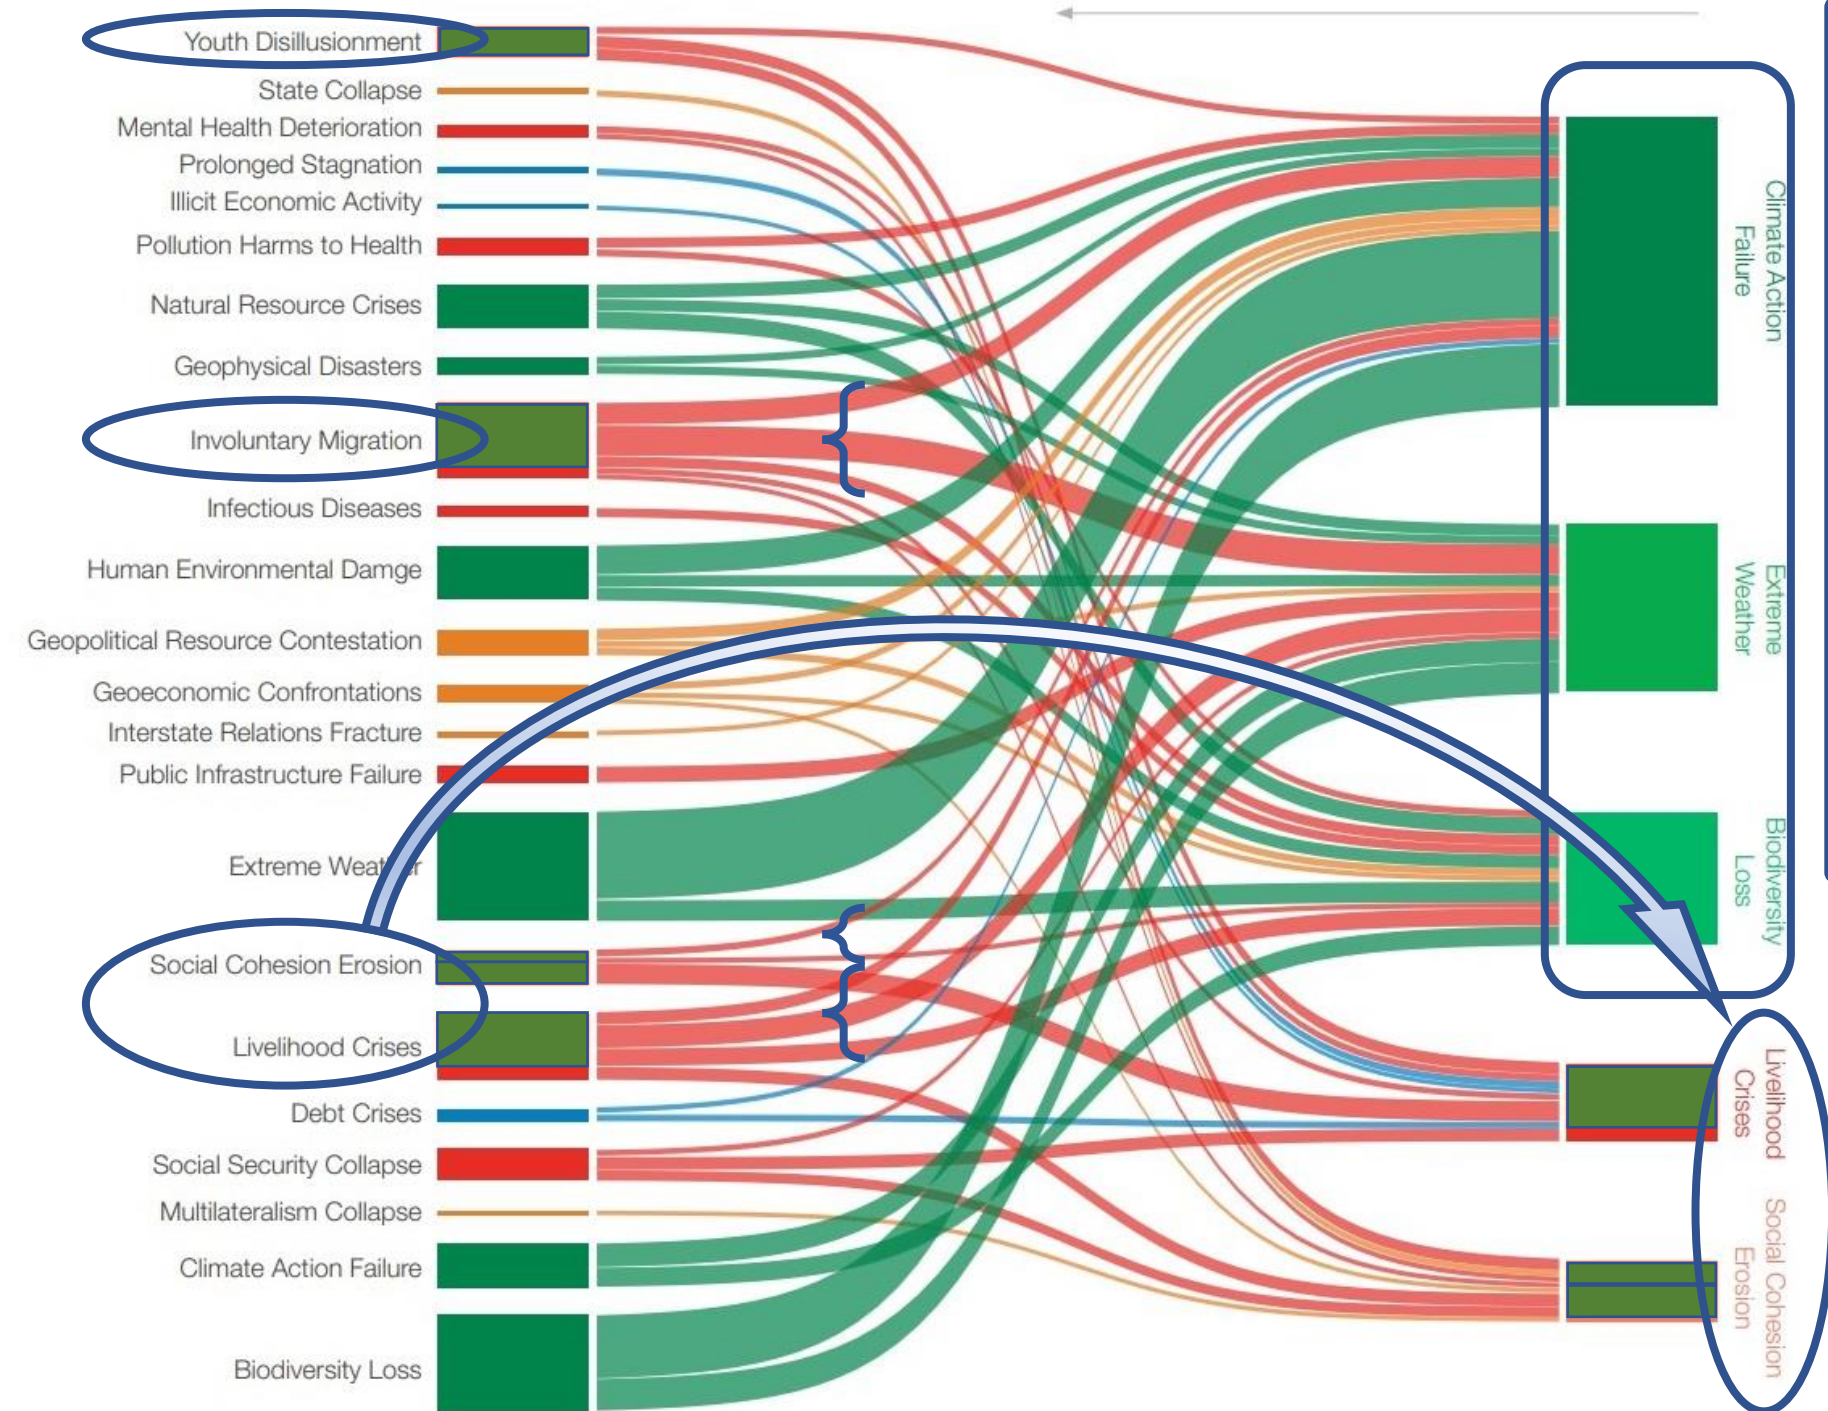 Youth Disillusionment
State Collapse
Mental Health Deterioration
Prolonged Stagnation
Illicit Economic Activity
Pollution Harms to Health
Natural Resource Crises
Geophysical Disasters
Involuntary Migration
Infectious Diseases
Human Environmental Damge
Geopolitical Resource Contestation
Geoeconomic Confrontations
Interstate Relations Fracture
Public Infrastructure Failure
Extreme Weather
Social Cohesion Erosion
Livelihood Crises
Debt Crises
Social Security Collapse
Multilateralism Collapse
Climate Action Failure
Biodiversity Loss
Climate Action
Failure
Extreme
Weather
Biodiversity
Loss
Livelihood
Crises
Social Cohesion
Erosion